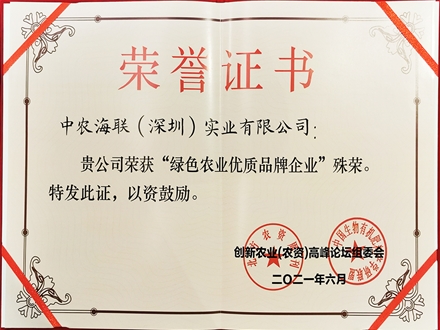 荣誉证书
中农海联（深圳）实业有限公司：
贵公司荣获“绿色农业优质品牌企业”殊荣。
特发此证，以资鼓励。
创新农业(农资)高峰论坛组委会
二〇二一年六月